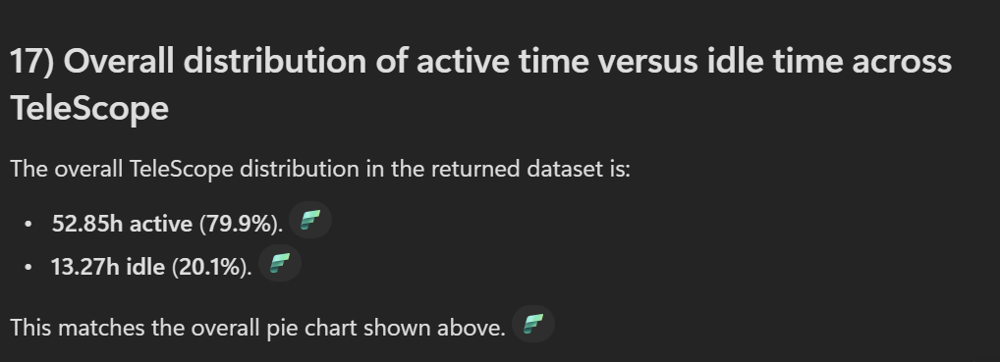 17) Overall distribution of active time versus idle time across
TeleScope
The overall TeleScope distribution in the returned dataset is:
• 52.85h active (79.9%).
• 13.27h idle (20.1%).
This matches the overall pie chart shown above.